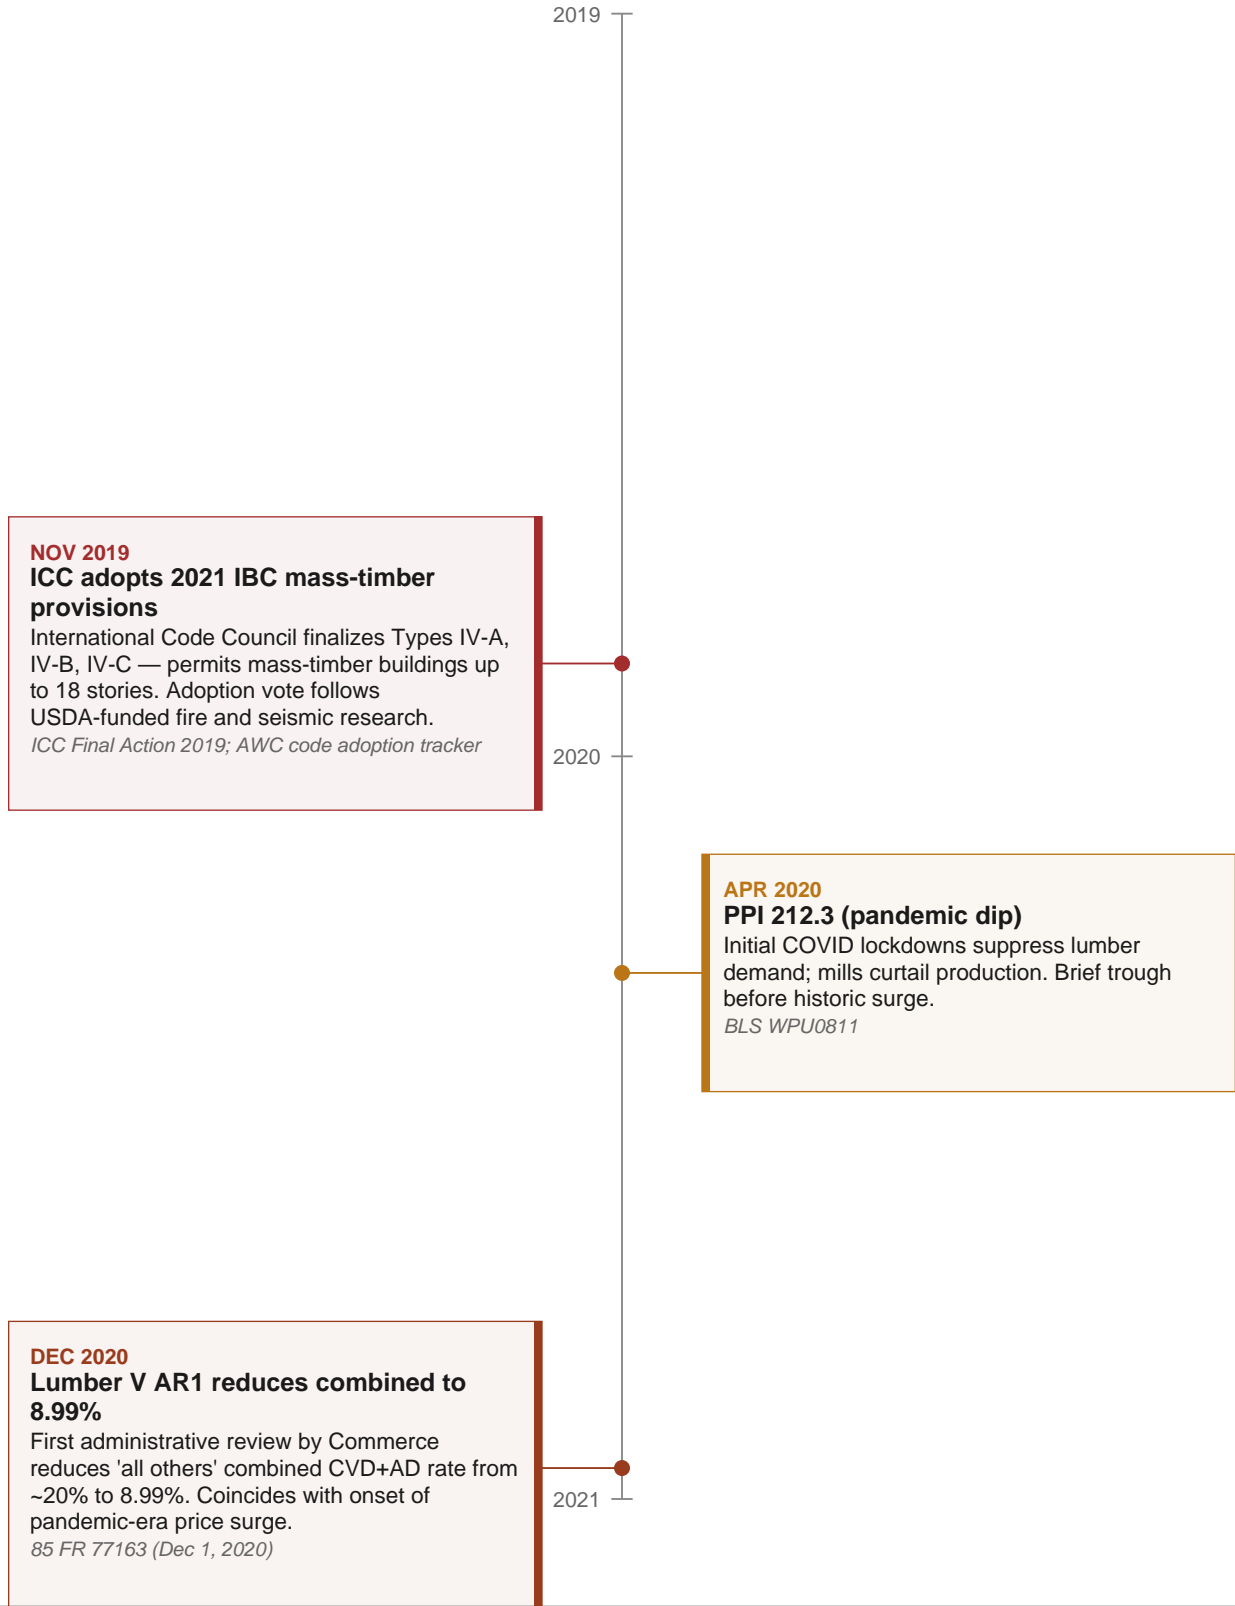 2019
NOV 2019
ICC adopts 2021 IBC mass-timber
provisions
International Code Council finalizes Types IV-A,
IV-B, IV-C — permits mass-timber buildings up
to 18 stories. Adoption vote follows
USDA-funded fire and seismic research.
ICC Final Action 2019; AWC code adoption tracker
2020
APR 2020
PPI 212.3 (pandemic dip)
Initial COVID lockdowns suppress lumber
demand; mills curtail production. Brief trough
before historic surge.
BLS WPU0811
DEC 2020
Lumber V AR1 reduces combined to
8.99%
First administrative review by Commerce
reduces 'all others' combined CVD+AD rate from
~20% to 8.99%. Coincides with onset of
pandemic-era price surge.
85 FR 77163 (Dec 1, 2020)
2021